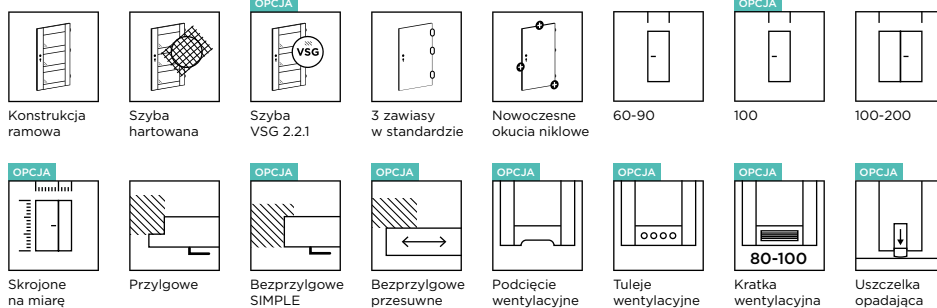 OPCJA
OPCJA
VSG
Konstrukcja
ramowa
Szyba
hartowana
Szyba
VSG 2.2.1
3 zawiasy
w standardzie
Nowoczesne
okucia niklowe
60-90
100
100-200
OPCJA
OPCJA
OPCJA
OPCJA
OPCJA
OPCJA
OPCJA
80-100
Skrojone
na miarę
Przylgowe
Bezprzylgowe
SIMPLE
Bezprzylgowe
przesuwne
Podcięcie
wentylacyjne
Tuleje
wentylacyjne
Kratka
wentylacyjna
Uszczelka
opadająca